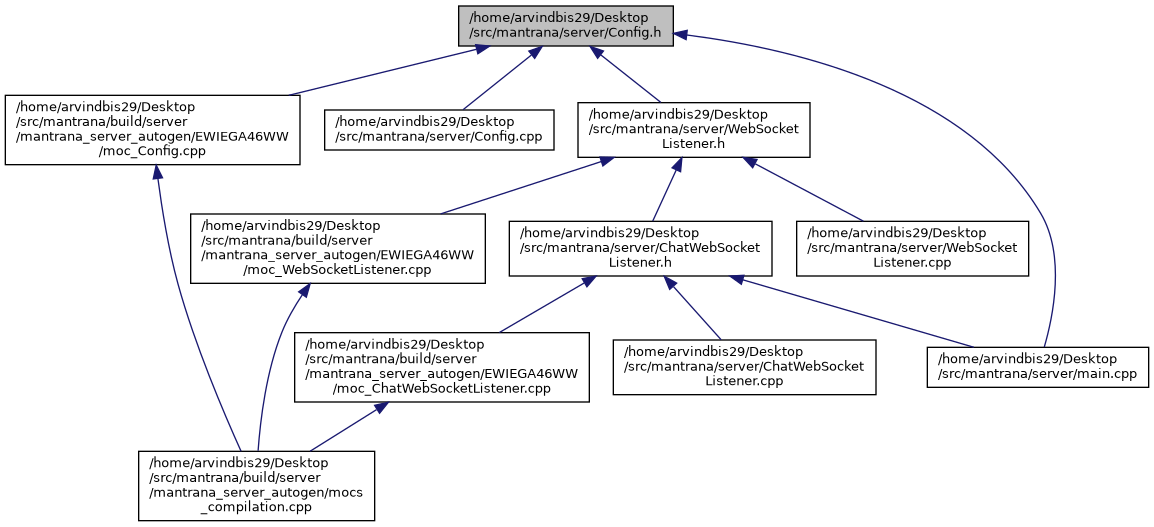 /home/arvindbis29/Desktop
/src/mantrana/server/Config.h
/home/arvindbis29/Desktop
/src/mantrana/build/server
/mantrana_server_autogen/EWIEGA46WW
/moc_Config.cpp
/home/arvindbis29/Desktop
/src/mantrana/server/Config.cpp
/home/arvindbis29/Desktop
/src/mantrana/server/WebSocket
Listener.h
/home/arvindbis29/Desktop
/src/mantrana/build/server
/mantrana_server_autogen/EWIEGA46WW
/moc_WebSocketListener.cpp
/home/arvindbis29/Desktop
/src/mantrana/server/ChatWebSocket
Listener.h
/home/arvindbis29/Desktop
/src/mantrana/server/WebSocket
Listener.cpp
/home/arvindbis29/Desktop
/src/mantrana/build/server
/mantrana_server_autogen/EWIEGA46WW
/moc_ChatWebSocketListener.cpp
/home/arvindbis29/Desktop
/src/mantrana/server/ChatWebSocket
Listener.cpp
/home/arvindbis29/Desktop
/src/mantrana/server/main.cpp
/home/arvindbis29/Desktop
/src/mantrana/build/server
/mantrana_server_autogen/mocs
_compilation.cpp